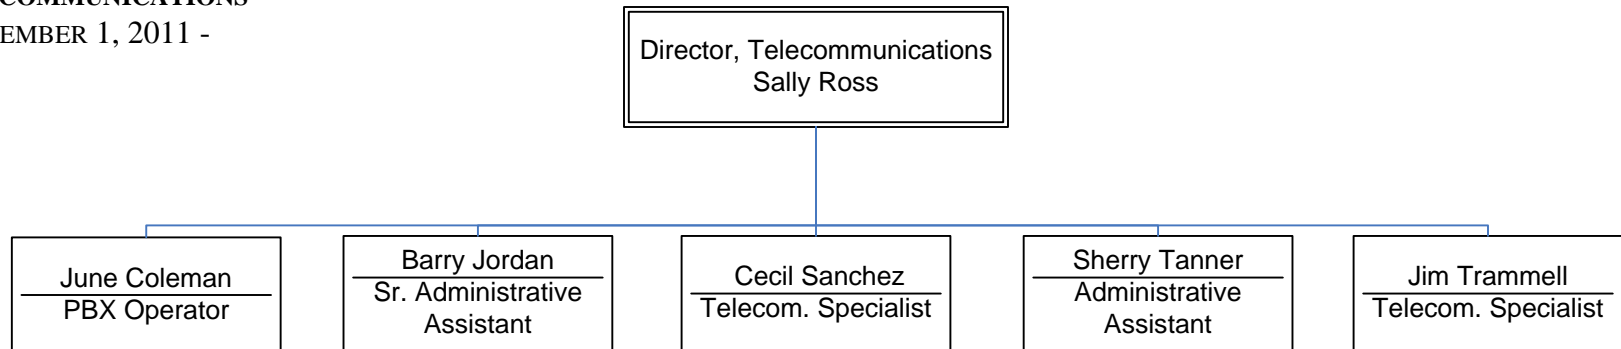 COMMUNICATIONS
EMBER 1, 2011 -
Director, Telecommunications
Sally Ross
June Coleman
PBX Operator
Barry Jordan
Sr. Administrative
Assistant
Cecil Sanchez
Telecom. Specialist
Sherry Tanner
Administrative
Assistant
Jim Trammell
Telecom. Specialist